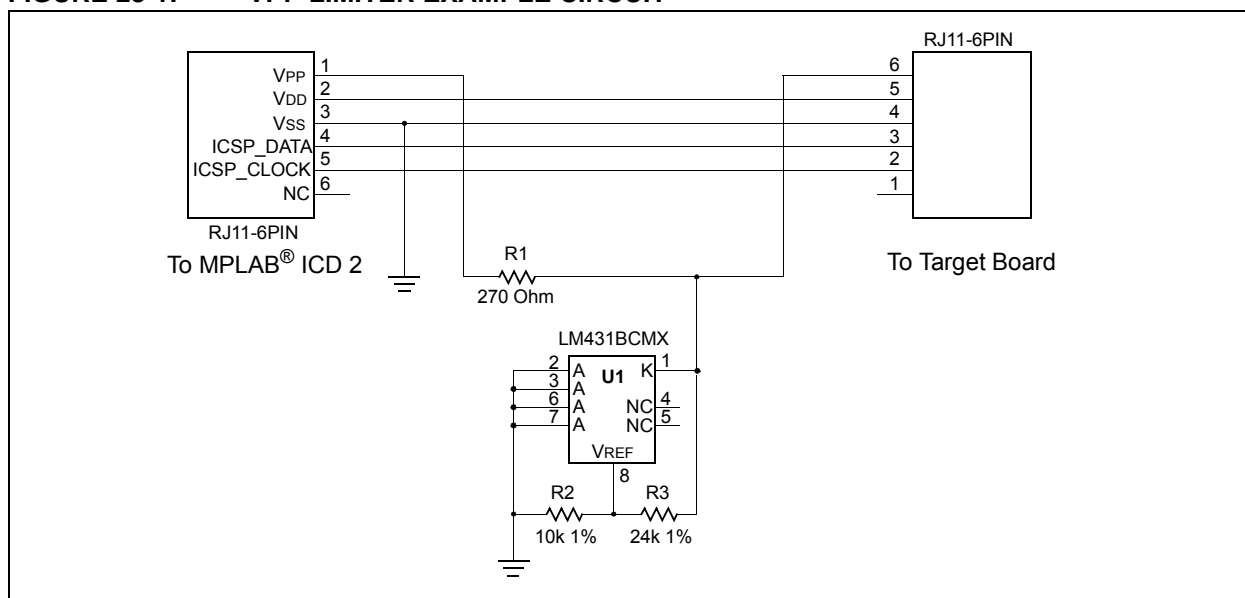 FIGURE VPP LIMITER EXAMPLE CIRCUIT
RJ11-6PIN
VPP 1
VDD 2
VSS 3
ICSP_DATA 4
ICSP_CLOCK 5
NC 6
RJ11-6PIN
To MPLAB® ICD 2
6
5
4
3
2
1
To Target Board
R1
270 Ohm
LM431BCMX
U1
2 A
3 A
6 A
7 A
K 1
NC 4
NC 5
VREF
8
R2
10k 1%
R3
24k 1%